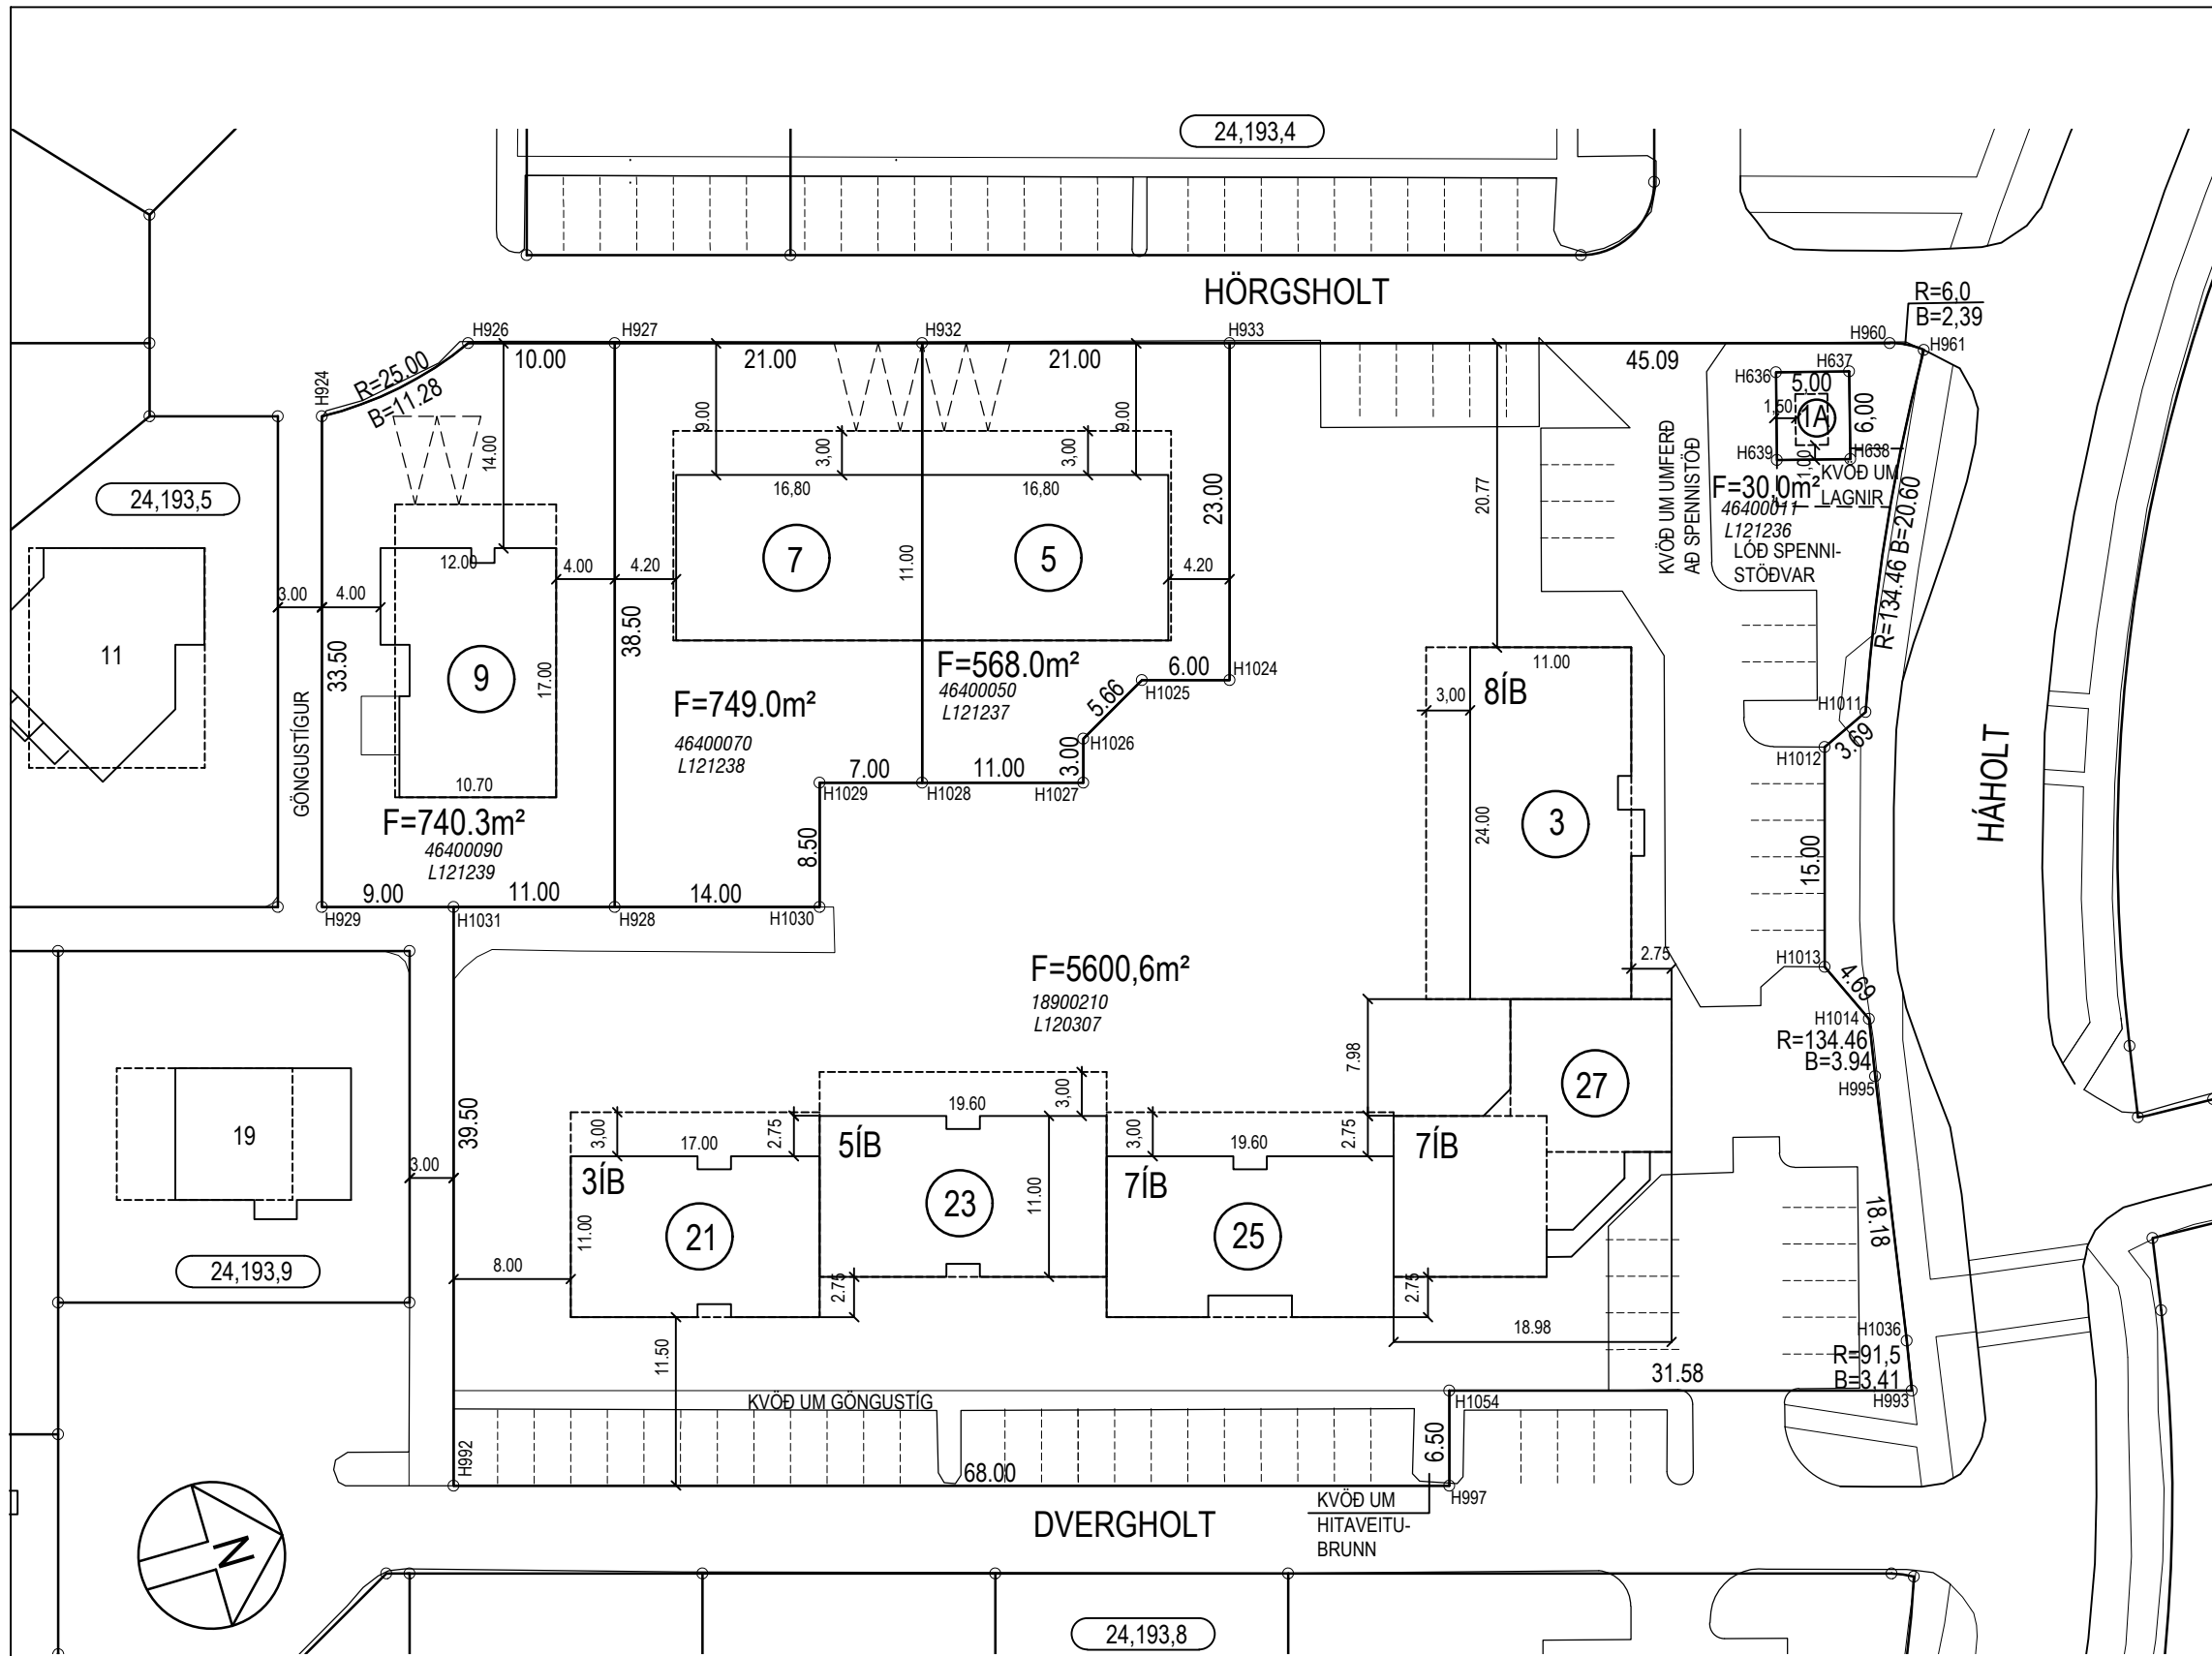 24,193,4
HÖRGSHOLT
R=6,0
B=2,39
H926
H927
H932
H933
H960
H961
10.00
21.00
21.00
45.09
H924
R=25.00
B=11.28
H636
H637
5,00
1,50
1A
6,00
H639
H638
1,00
KVÖÐ UM
LAGNIR
F=30,0m²
46400011
L121236
LÓÐ SPENNI-
STÖÐVAR
KVÖÐ UM UMFERÐ
AÐ SPENNISTÖÐ
R=134.46 B=20.60
14.00
9.00
3,00
3,00
9.00
16,80
16,80
23.00
20.77
24,193,5
7
5
12.00
4.00
4.20
11.00
4.20
3.00
4.00
11
33.50
9
17.00
38.50
GÖNGUSTÍGUR
10.70
F=740.3m²
46400090
L121239
F=749.0m²
46400070
L121238
F=568.0m²
46400050
L121237
6.00
H1024
H1025
5.66
H1026
3.00
7.00
11.00
H1029
H1028
H1027
8.50
11.00
3,00
8ÍB
24.00
3
H1011
3.69
H1012
15.00
HÁHOLT
9.00
11.00
14.00
H929
H1031
H928
H1030
F=5600,6m²
18900210
L120307
2.75
H1013
4.69
H1014
R=134.46
B=3.94
H995
7.98
27
19
39.50
3.00
3,00
17.00
2.75
19.60
3,00
3,00
19.60
2.75
7ÍB
5ÍB
3ÍB
7ÍB
11.00
21
23
11.00
25
18.18
24,193,9
8.00
2.75
2.75
11.50
18.98
H1036
R=91,5
B=3,41
H993
31.58
KVÖÐ UM GÖNGUSTÍG
H1054
6.50
H992
68.00
H997
KVÖÐ UM
HITAVEITU-
BRUNN
DVERGHOLT
N
24,193,8